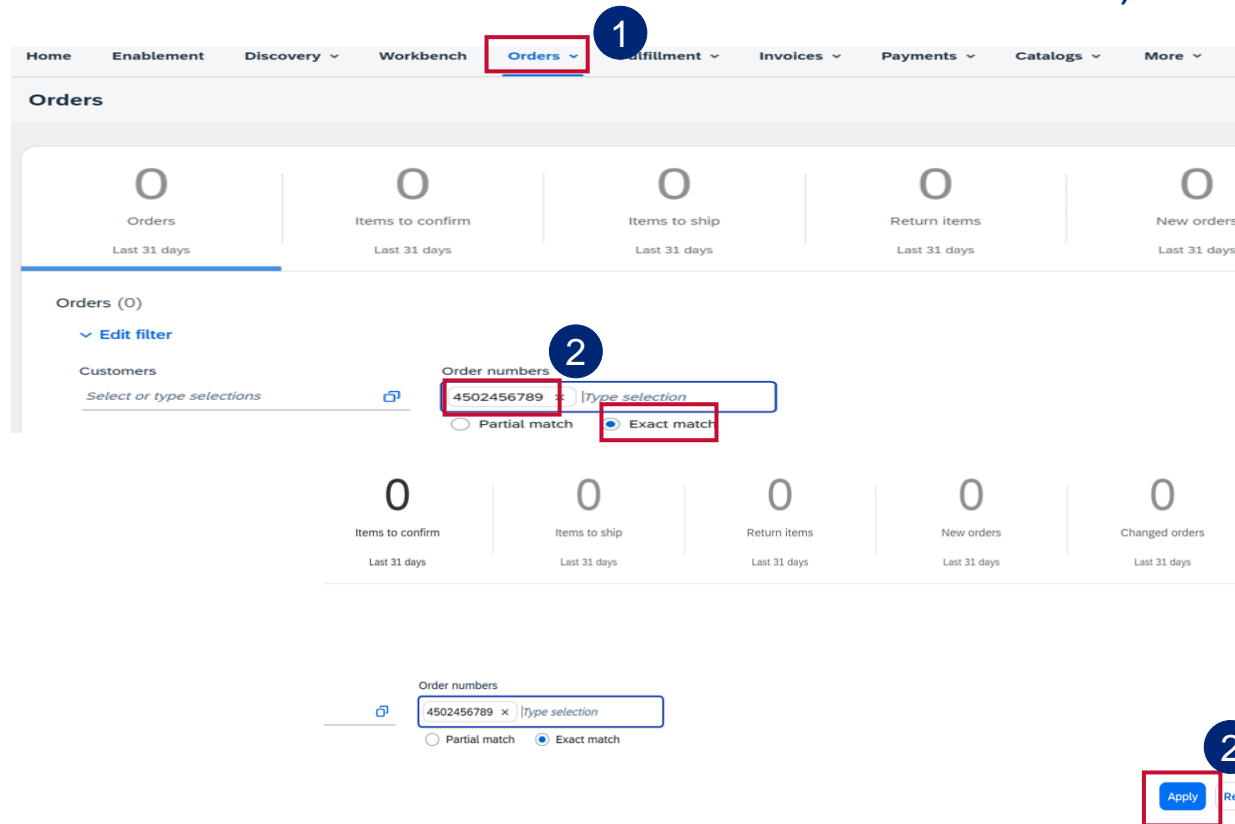 1
Home Enablement Discovery Workbench Orders Fulfillment Invoices Payments Catalogs More
Orders
0 0 0 0 0
Orders Items to confirm Items to ship Return items New orders
Last 31 days Last 31 days Last 31 days Last 31 days Last 31 days
Orders (0)
Edit filter
2
Customers Order numbers
Select or type selections 4502456789 × Type selection
Partial match Exact match
0 0 0 0 0
Items to confirm Items to ship Return items New orders Changed orders
Last 31 days Last 31 days Last 31 days Last 31 days Last 31 days
Order numbers
4502456789 × Type selection
Partial match Exact match
2
Apply